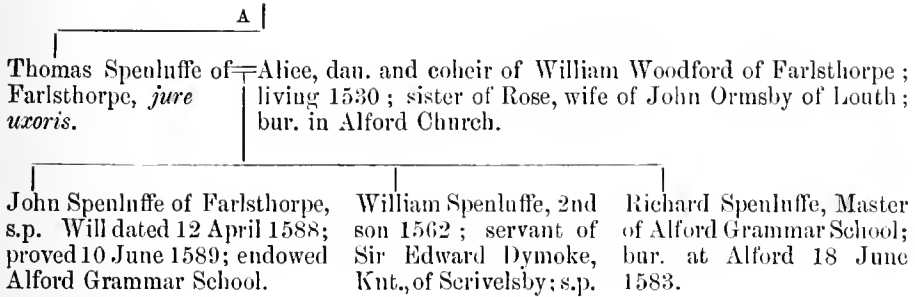 A
Thomas Spenluffe of
Farlsthorpe, jure
uxoris.
Alice, dau. and coheir of William Woodford of Farlsthorpe ;
living 1530 ; sister of Rose, wife of John Ormsby of Louth ;
bur. in Alford Church.
John Spenluffe of Farlsthorpe,
s.p. Will dated 12 April 1588;
proved 10 June 1589; endowed
Alford Grammar School.
William Spenluffe, 2nd
son 1562 ; servant of
Sir Edward Dymoke,
Knt., of Scrivelsby; s.p.
Richard Spenluffe, Master
of Alford Grammar School;
bur. at Alford 18 June
1583.